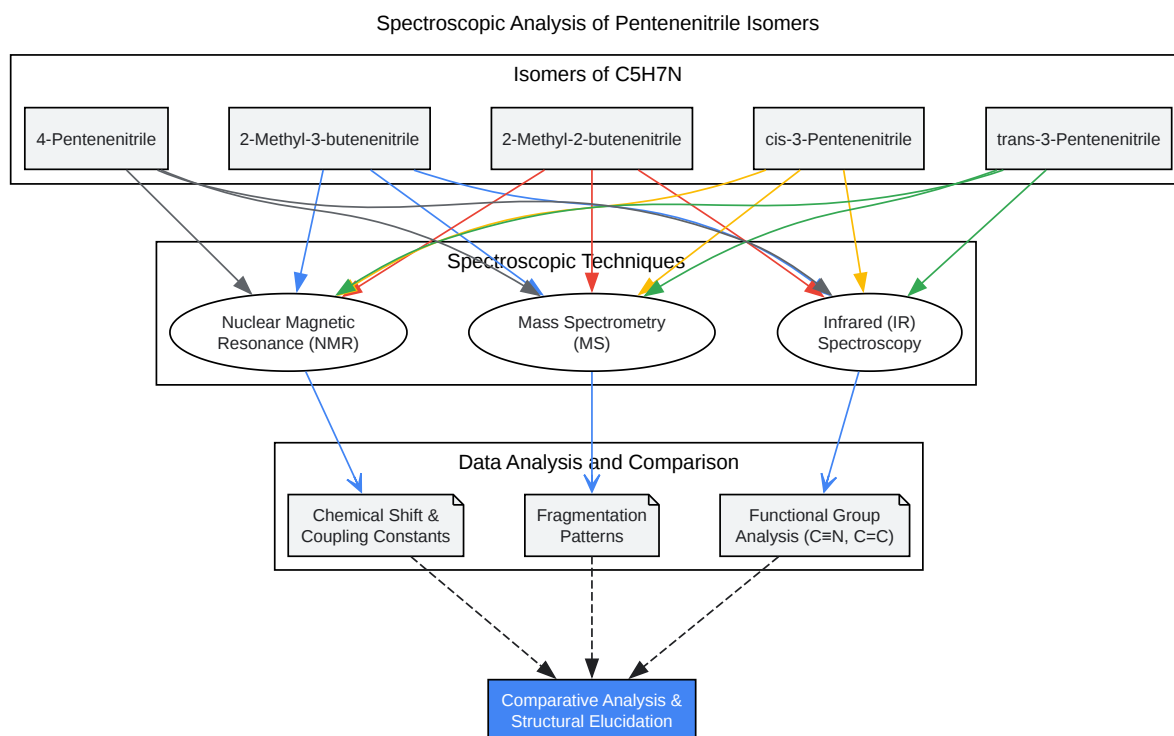 Spectroscopic Analysis of Pentenenitrile Isomers
Isomers of C5H7N
4-Pentenenitrile
2-Methyl-3-butenenitrile
2-Methyl-2-butenenitrile
cis-3-Pentenenitrile
trans-3-Pentenenitrile
Spectroscopic Techniques
Nuclear Magnetic
Resonance (NMR)
Mass Spectrometry
(MS)
Infrared (IR)
Spectroscopy
Data Analysis and Comparison
Chemical Shift &
Coupling Constants
Fragmentation
Patterns
Functional Group
Analysis (C≡N, C=C)
Comparative Analysis &
Structural Elucidation